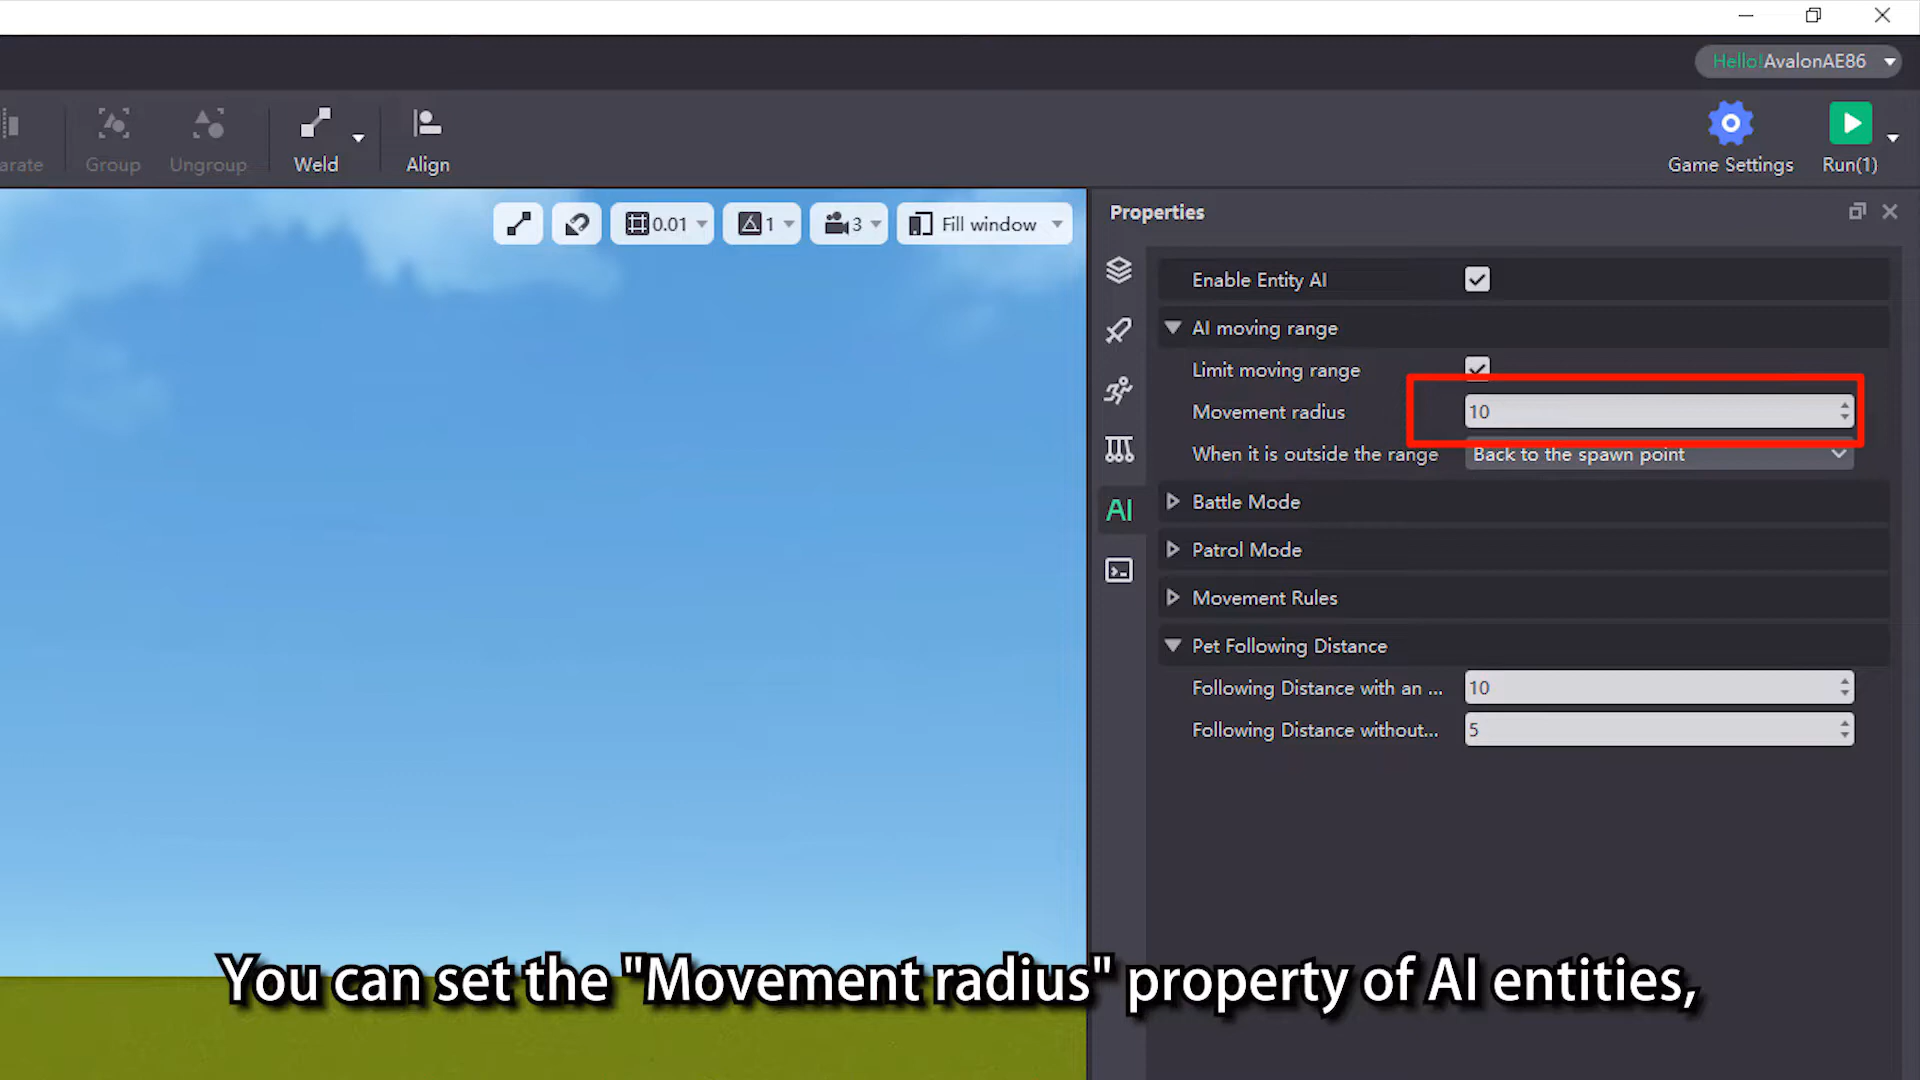 Hello!AvalonAE86
arate
Group
Ungroup
Weld
Align
Game Settings
Run(1)
0.01
1
3
Fill window
Properties
Enable Entity AI
AI moving range
Limit moving range
Movement radius
10
When it is outside the range
Back to the spawn point
AI
Battle Mode
Patrol Mode
Movement Rules
Pet Following Distance
Following Distance with an ...
10
Following Distance without...
5
You can set the "Movement radius" property of AI entities,